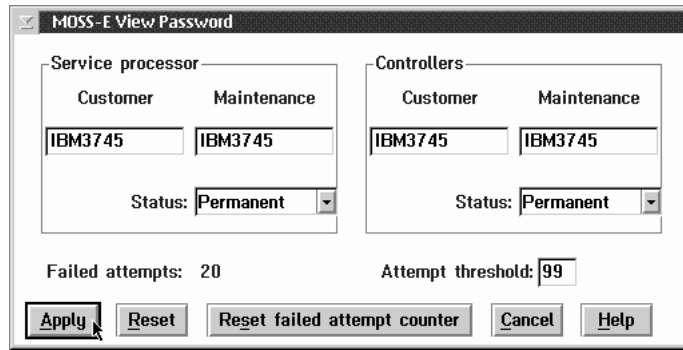 MOSS-E View Password
Service processor Controllers
Customer Maintenance Customer Maintenance
IBM3745 IBM3745 IBM3745 IBM3745
Status: Permanent Status: Permanent
Failed attempts: 20 Attempt threshold: 99
Apply Reset Reset failed attempt counter Cancel Help